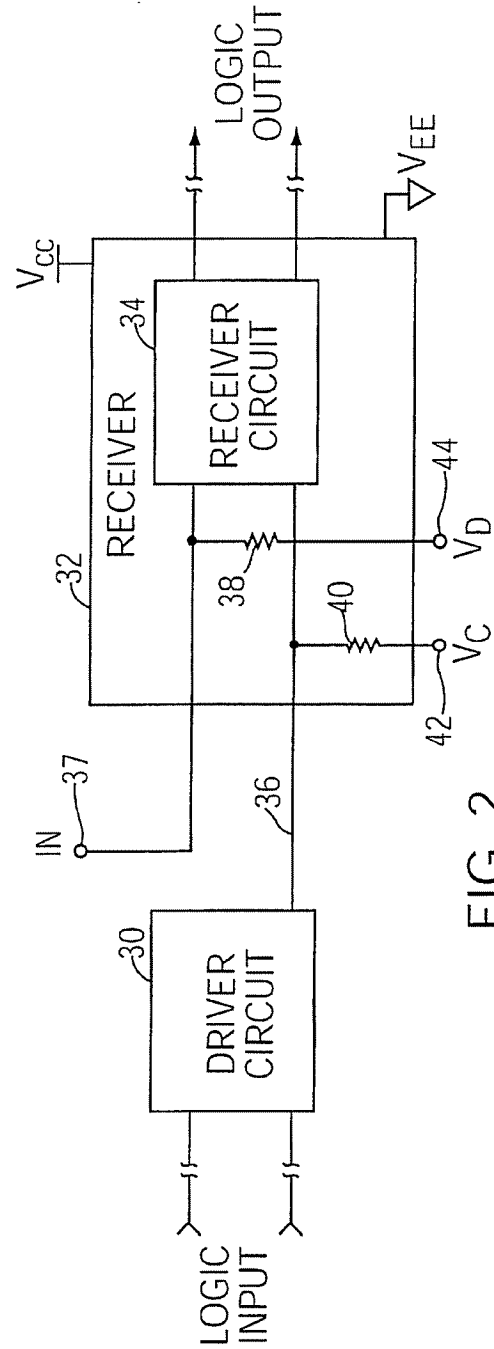 V_CC
32
RECEIVER
34
RECEIVER
CIRCUIT
LOGIC
OUTPUT
V_EE
IN
37
38
40
44
V_D
42
V_C
36
30
DRIVER
CIRCUIT
LOGIC
INPUT
FIG. 2